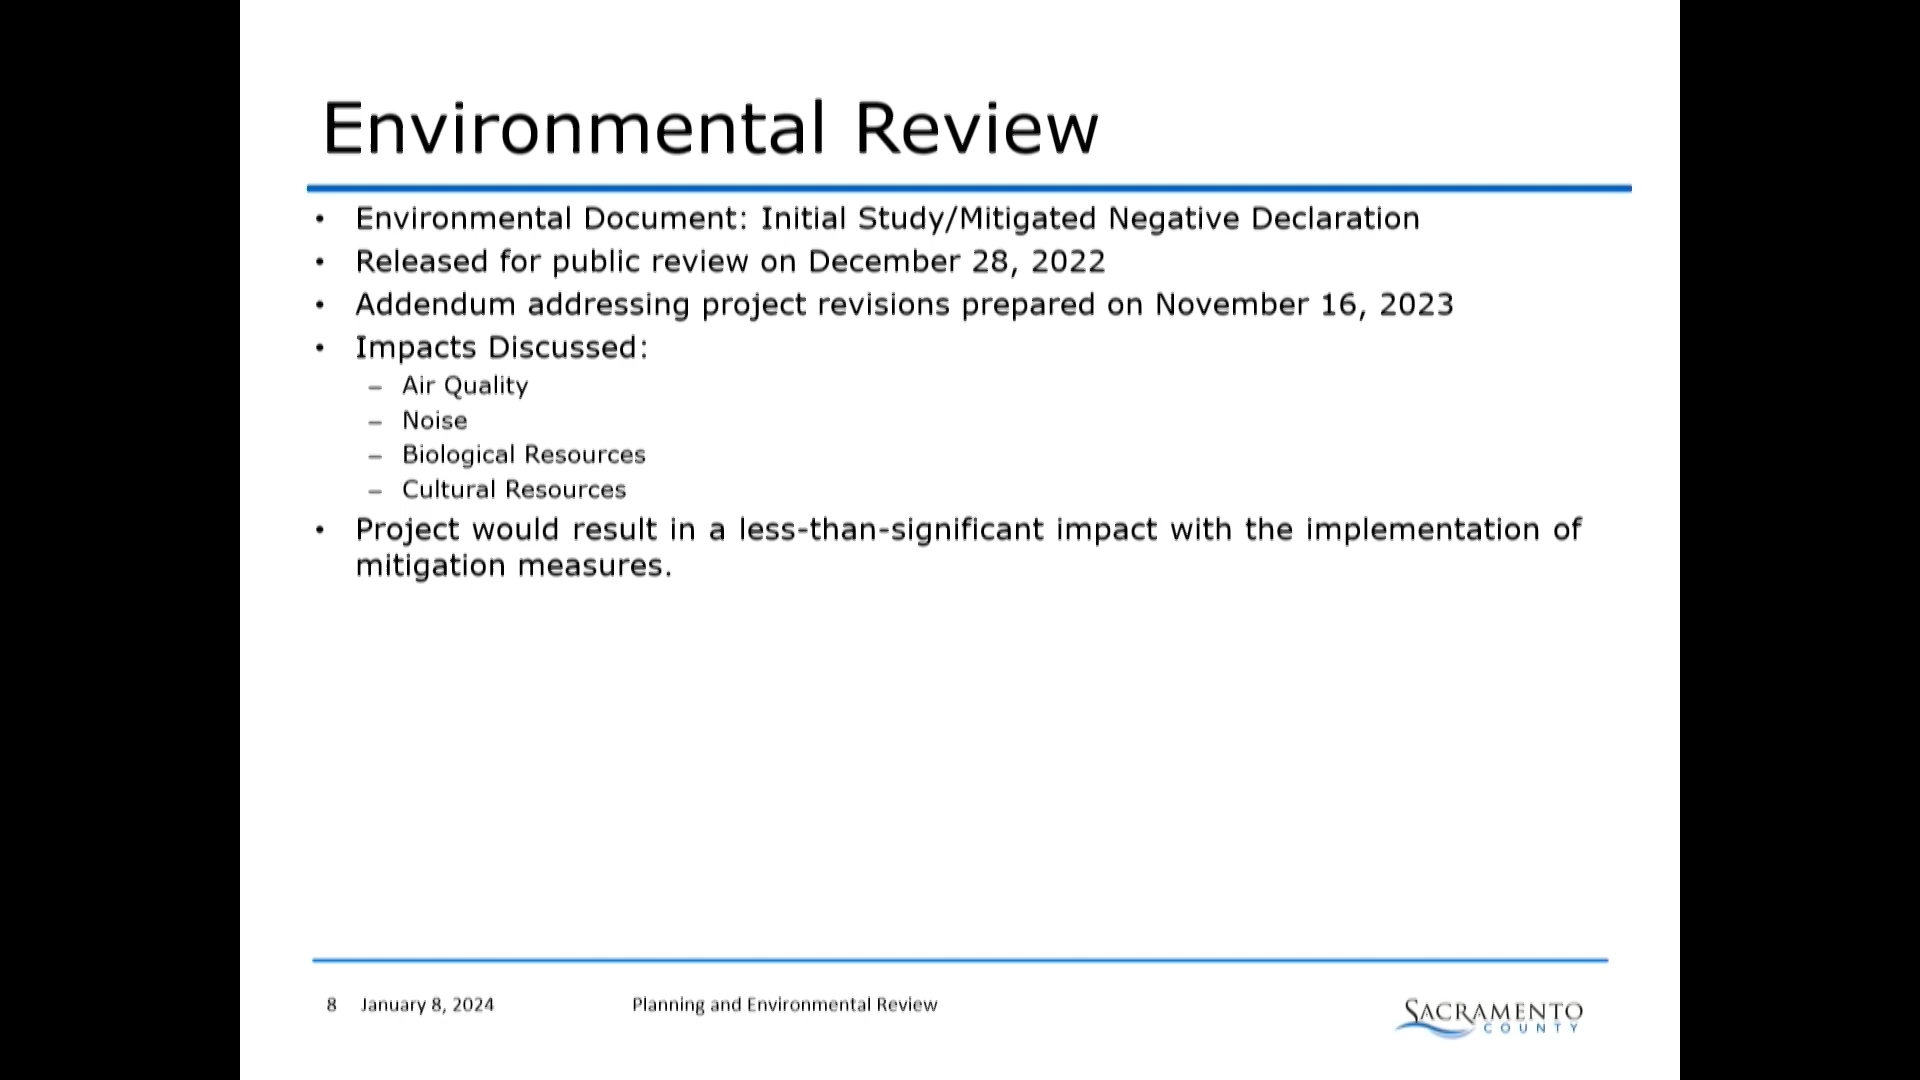 Environmental Review
• Environmental Document: Initial Study/Mitigated Negative Declaration
• Released for public review on December 28, 2022
• Addendum addressing project revisions prepared on November 16, 2023
• Impacts Discussed:
– Air Quality
– Noise
– Biological Resources
– Cultural Resources
• Project would result in a less-than-significant impact with the implementation of
mitigation measures.
8 January 8, 2024 Planning and Environmental Review
SACRAMENTO
COUNTY